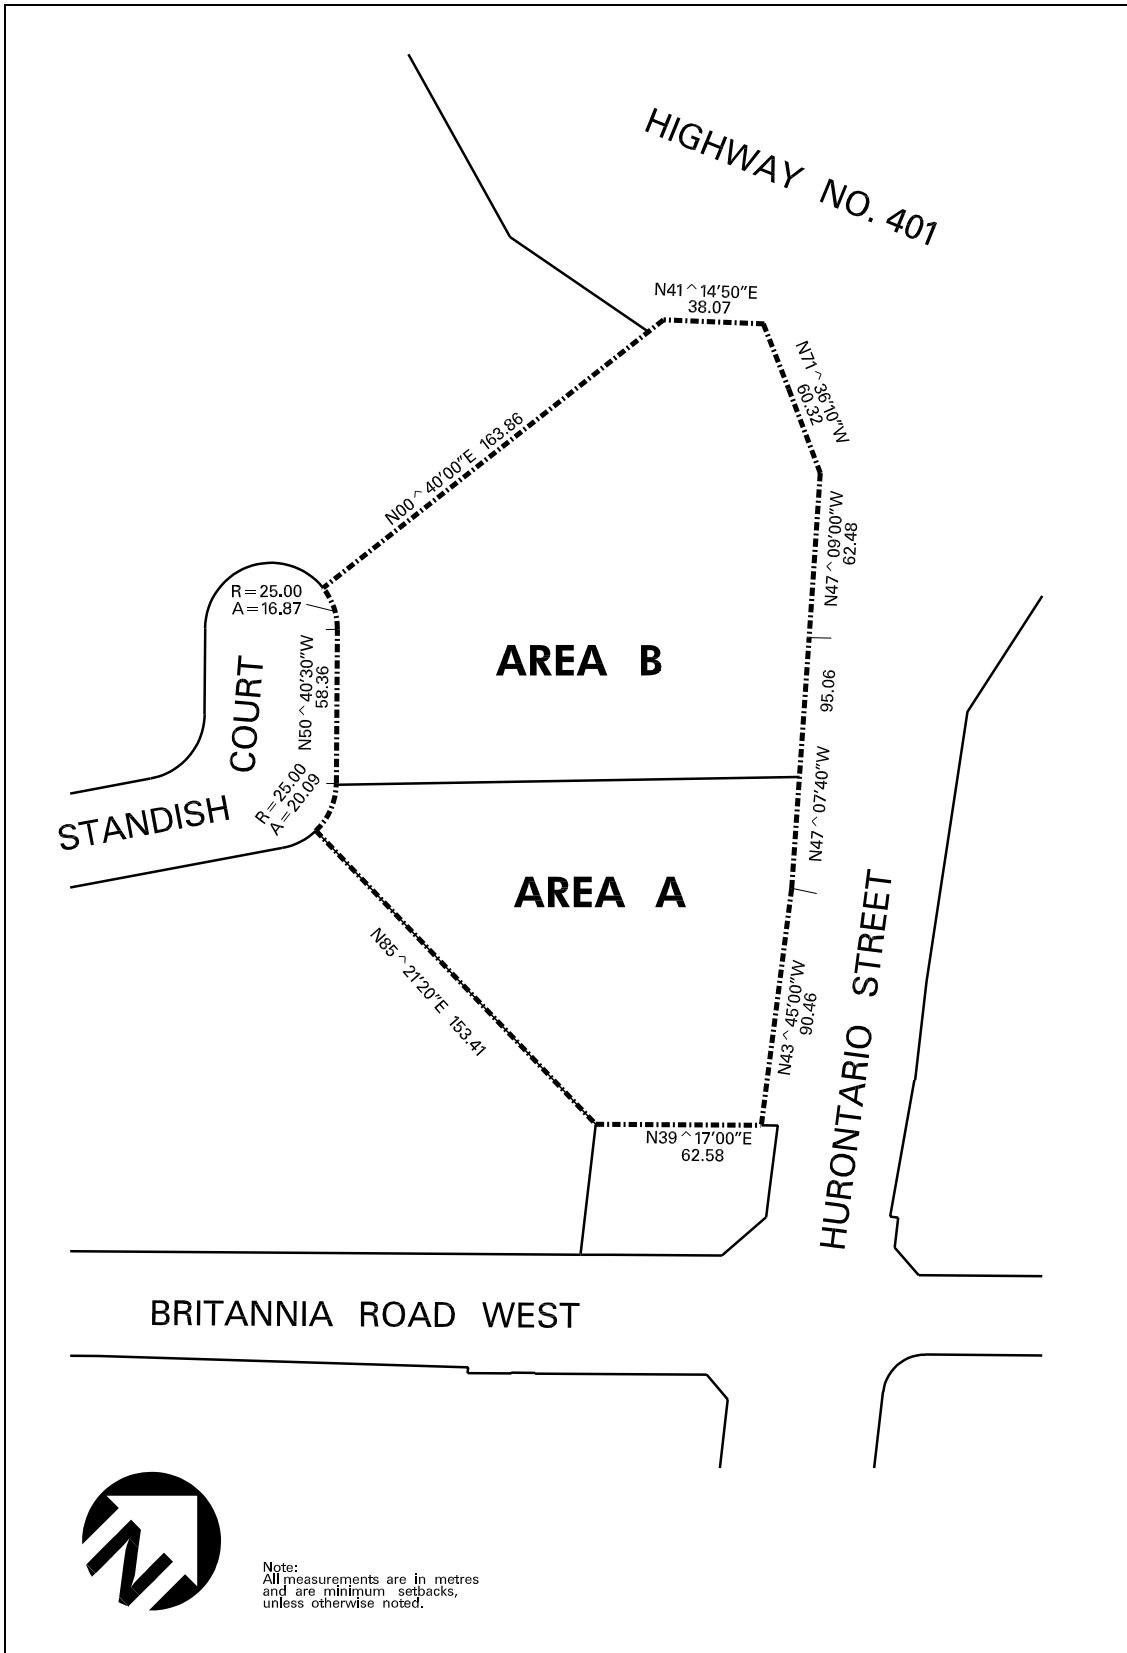 HIGHWAY NO. 401
N41^14'50"E
38.07
N71^36'10"W
60.32
N00^40'00"E 163.86
N47^09'00"W
62.48
R=25.00
A=16.87
N50^40'30"W
58.36
AREA B
95.06
COURT
N47^07'40"W
R=25.00
A=20.09
STANDISH
AREA A
N85^21'20"E 153.41
N43^45'00"W
90.46
HURONTARIO STREET
N39^17'00"E
62.58
BRITANNIA ROAD WEST
N
Note:
All measurements are in metres
and are minimum setbacks,
unless otherwise noted.